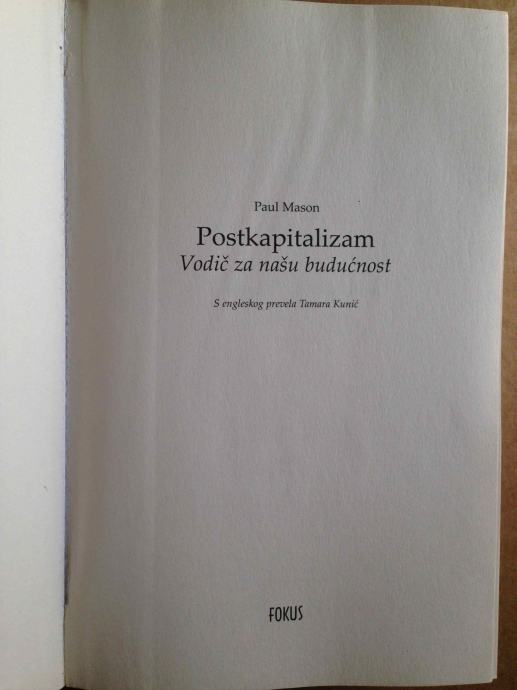 Paul Mason
Postkapitalizam
Vodič za našu budućnost
S engleskog prevela Tamara Kunić
FOKUS